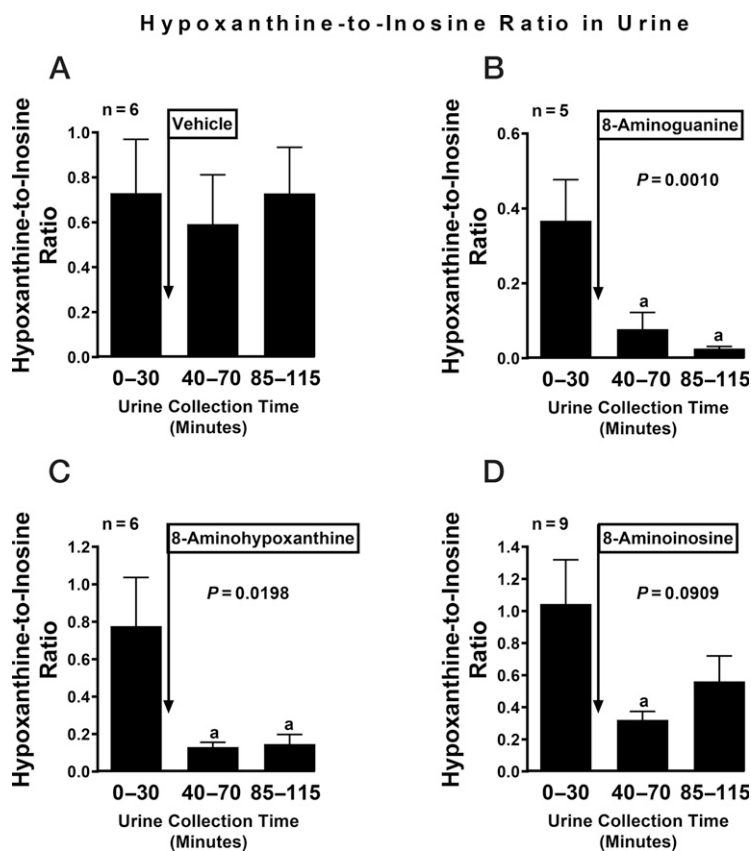 Hypoxanthine-to-Inosine Ratio in Urine
A
n = 6
Vehicle
Hypoxanthine-to-Inosine
Ratio
1.0
0.8
0.6
0.4
0.2
0.0
0–30 40–70 85–115
Urine Collection Time
(Minutes)
B
n = 5
8-Aminoguanine
P = 0.0010
Hypoxanthine-to-Inosine
Ratio
0.6
0.4
0.2
0.0
a
a
0–30 40–70 85–115
Urine Collection Time
(Minutes)
C
n = 6
8-Aminohypoxanthine
P = 0.0198
Hypoxanthine-to-Inosine
Ratio
1.2
1.0
0.8
0.6
0.4
0.2
0.0
a a
0–30 40–70 85–115
Urine Collection Time
(Minutes)
D
n = 9
8-Aminoinosine
P = 0.0909
Hypoxanthine-to-Inosine
Ratio
1.4
1.2
1.0
0.8
0.6
0.4
0.2
0.0
a
0–30 40–70 85–115
Urine Collection Time
(Minutes)